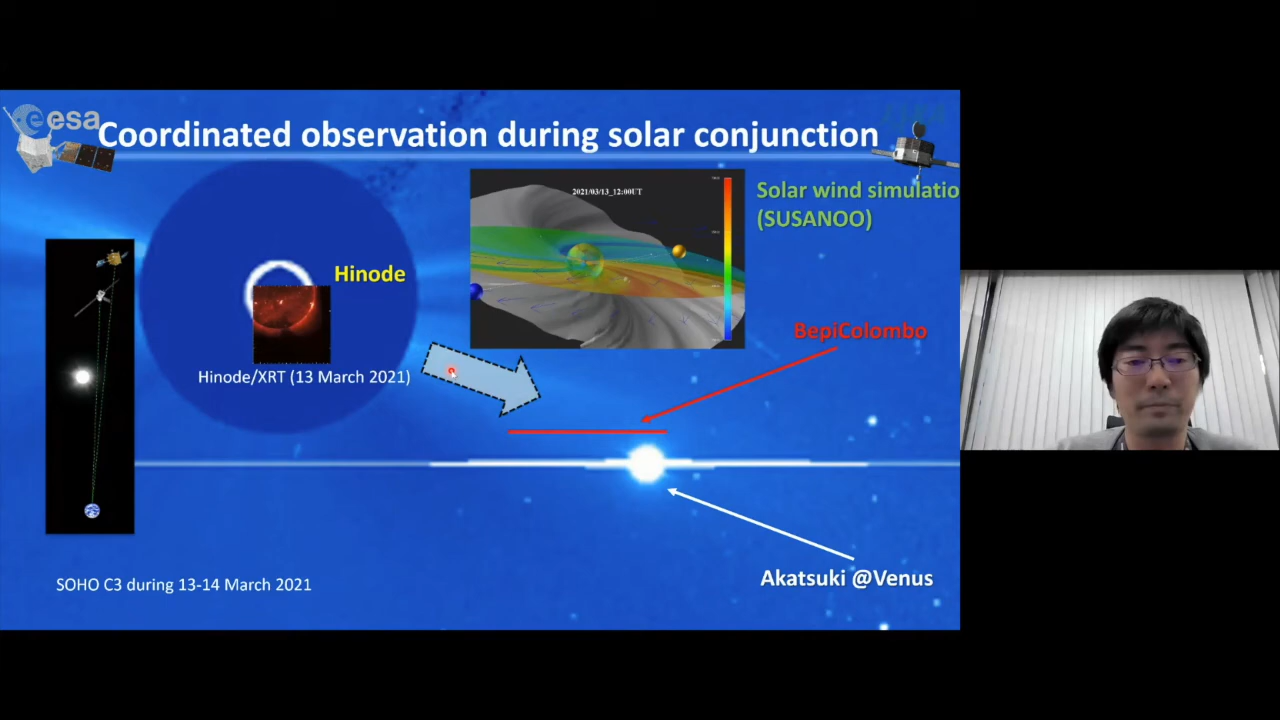 esa
Coordinated observation during solar conjunction
2021/03/13_12:00UT
Solar wind simulatio
(SUSANOO)
Hinode
BepiColombo
Hinode/XRT (13 March 2021)
Akatsuki @Venus
SOHO C3 during 13-14 March 2021